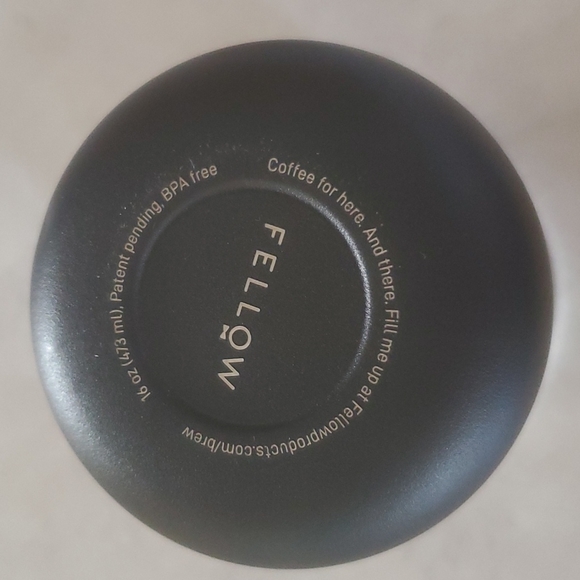 FELLOW
Coffee for here. And there. Fill me up at Fellowproducts.com/brew
16 oz (473 ml), Patent pending, BPA free